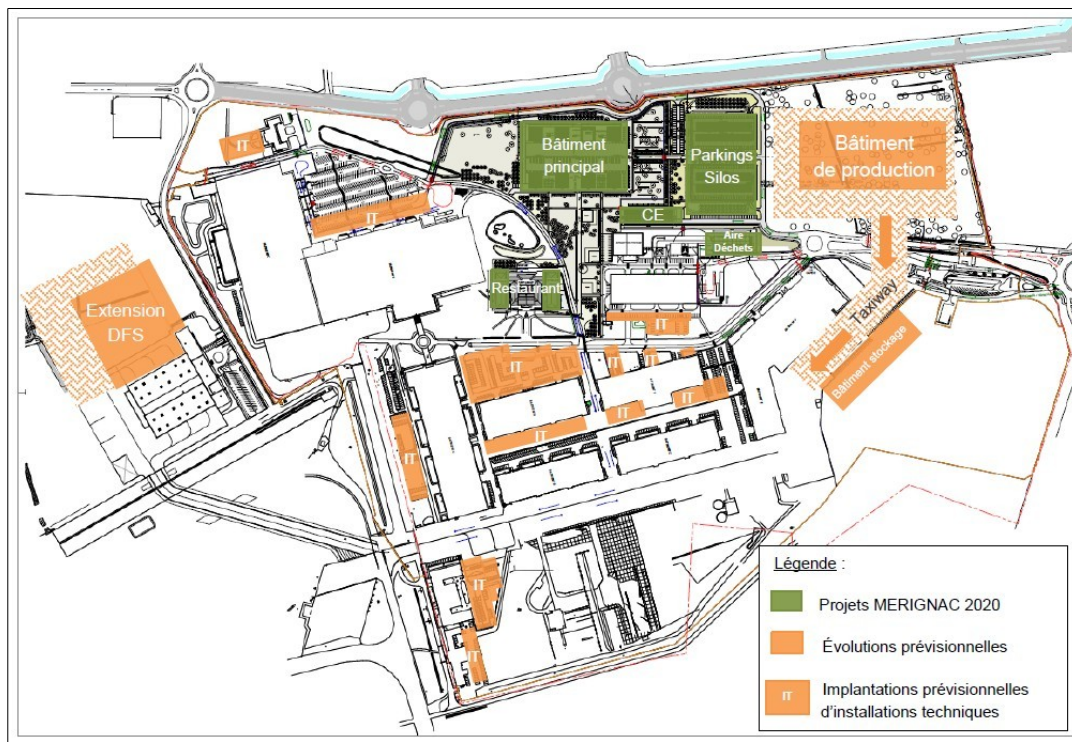 IT
Bâtiment
principal
Parkings
Silos
Bâtiment
de production
IT
CE
Aire
Déchets
Restaurant
Extension
DFS
IT
Taxiway
Bâtiment stockage
IT
IT
IT
IT
IT
IT
IT
IT
IT
IT
Légende :
Projets MERIGNAC 2020
Évolutions prévisionnelles
IT
Implantations prévisionnelles
d'installations techniques